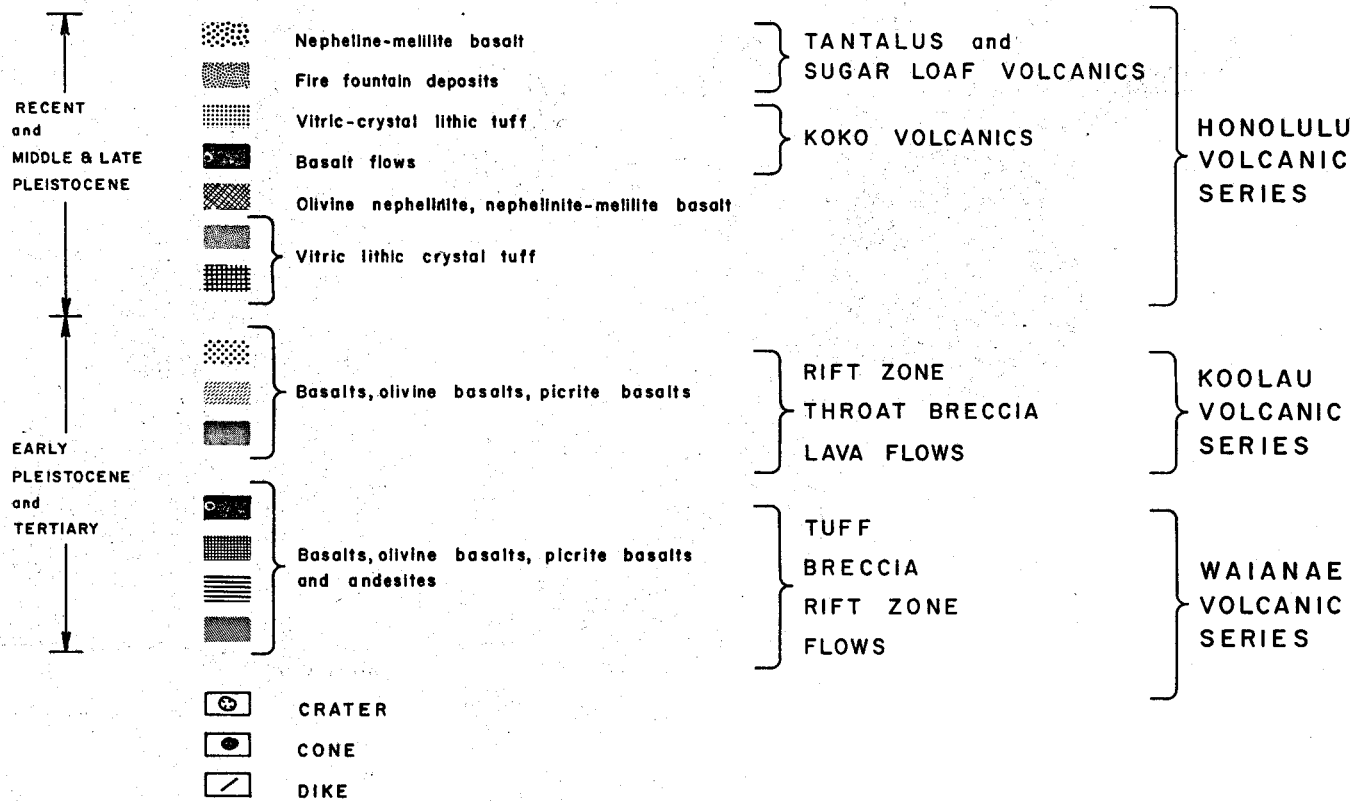 RECENT
and
MIDDLE & LATE
PLEISTOCENE
EARLY
PLEISTOCENE
and
TERTIARY
Nepheline-melilite basalt
Fire fountain deposits
Vitric-crystal lithic tuff
Basalt flows
Olivine nephelinite, nephelinite-melilite basalt
Vitric lithic crystal tuff
Basalts, olivine basalts, picrite basalts
Basalts, olivine basalts, picrite basalts
and andesites
CRATER
CONE
DIKE
TANTALUS and
SUGAR LOAF VOLCANICS
KOKO VOLCANICS
RIFT ZONE
THROAT BRECCIA
LAVA FLOWS
TUFF
BRECCIA
RIFT ZONE
FLOWS
HONOLULU
VOLCANIC
SERIES
KOOLAU
VOLCANIC
SERIES
WAIANAE
VOLCANIC
SERIES